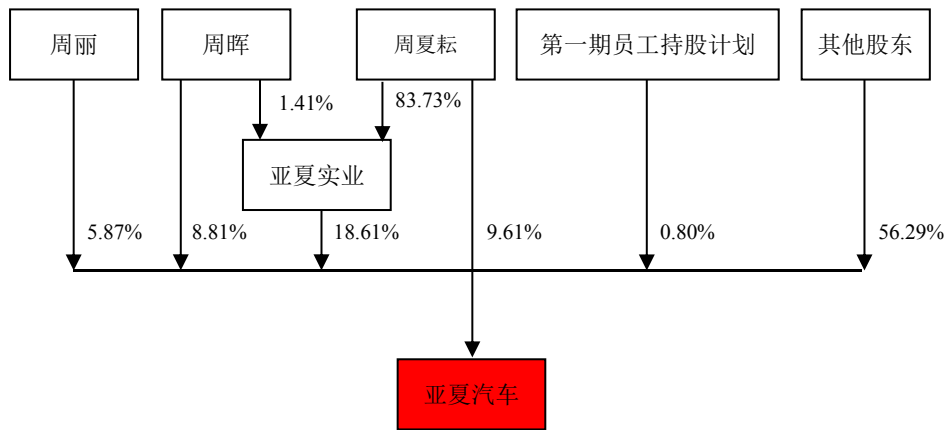 周丽
周晖
周夏耘
第一期员工持股计划
其他股东
1.41%
83.73%
亚夏实业
5.87%
8.81%
18.61%
9.61%
0.80%
56.29%
亚夏汽车